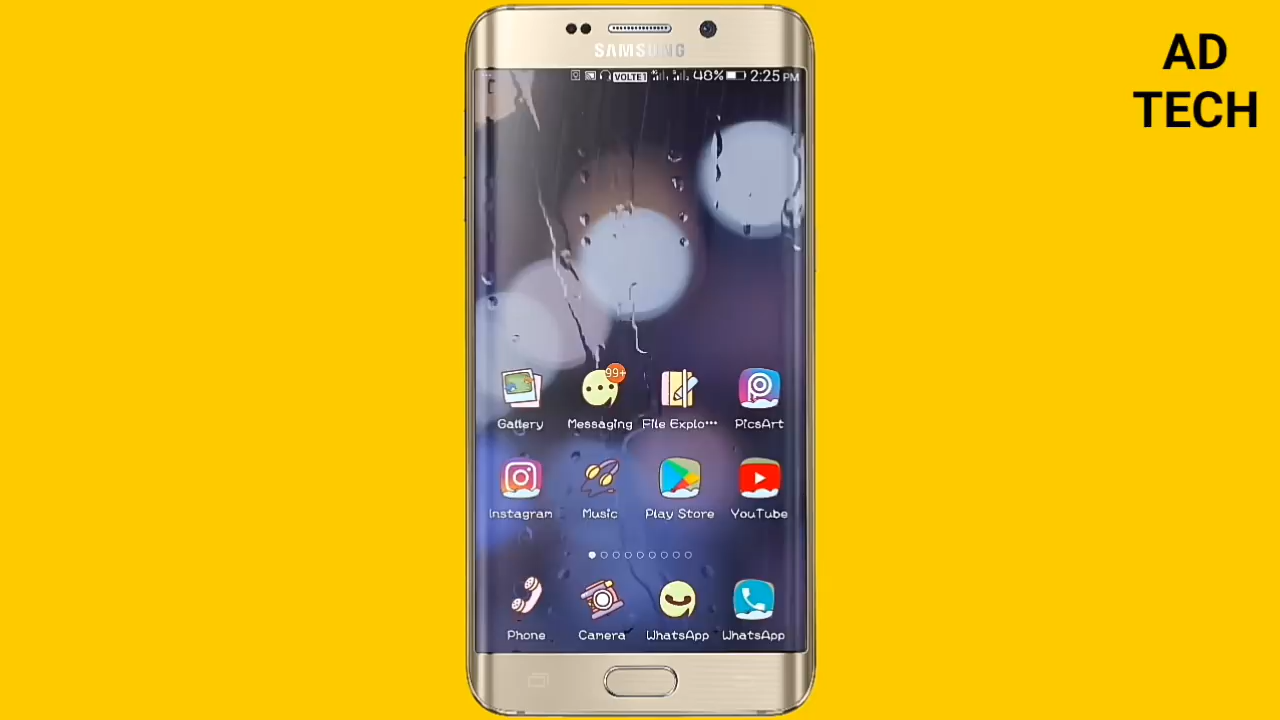 AD
TECH
SAMSUNG
VOLTE1 48% 2:25 PM
99+
Gallery Messaging File Explo··· PicsArt
Instagram Music Play Store YouTube
Phone Camera WhatsApp WhatsApp